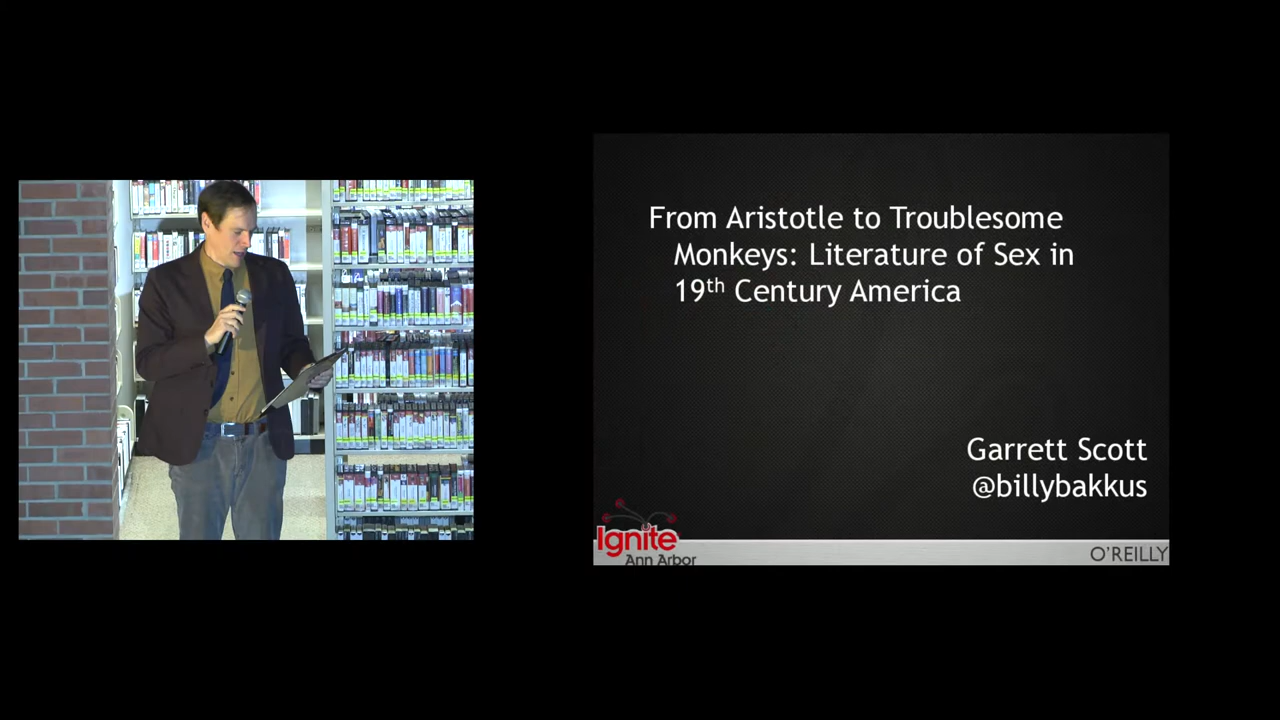 From Aristotle to Troublesome
Monkeys: Literature of Sex in
19th Century America
Garrett Scott
@billybakkus
Ignite
Ann Arbor
O'REILLY